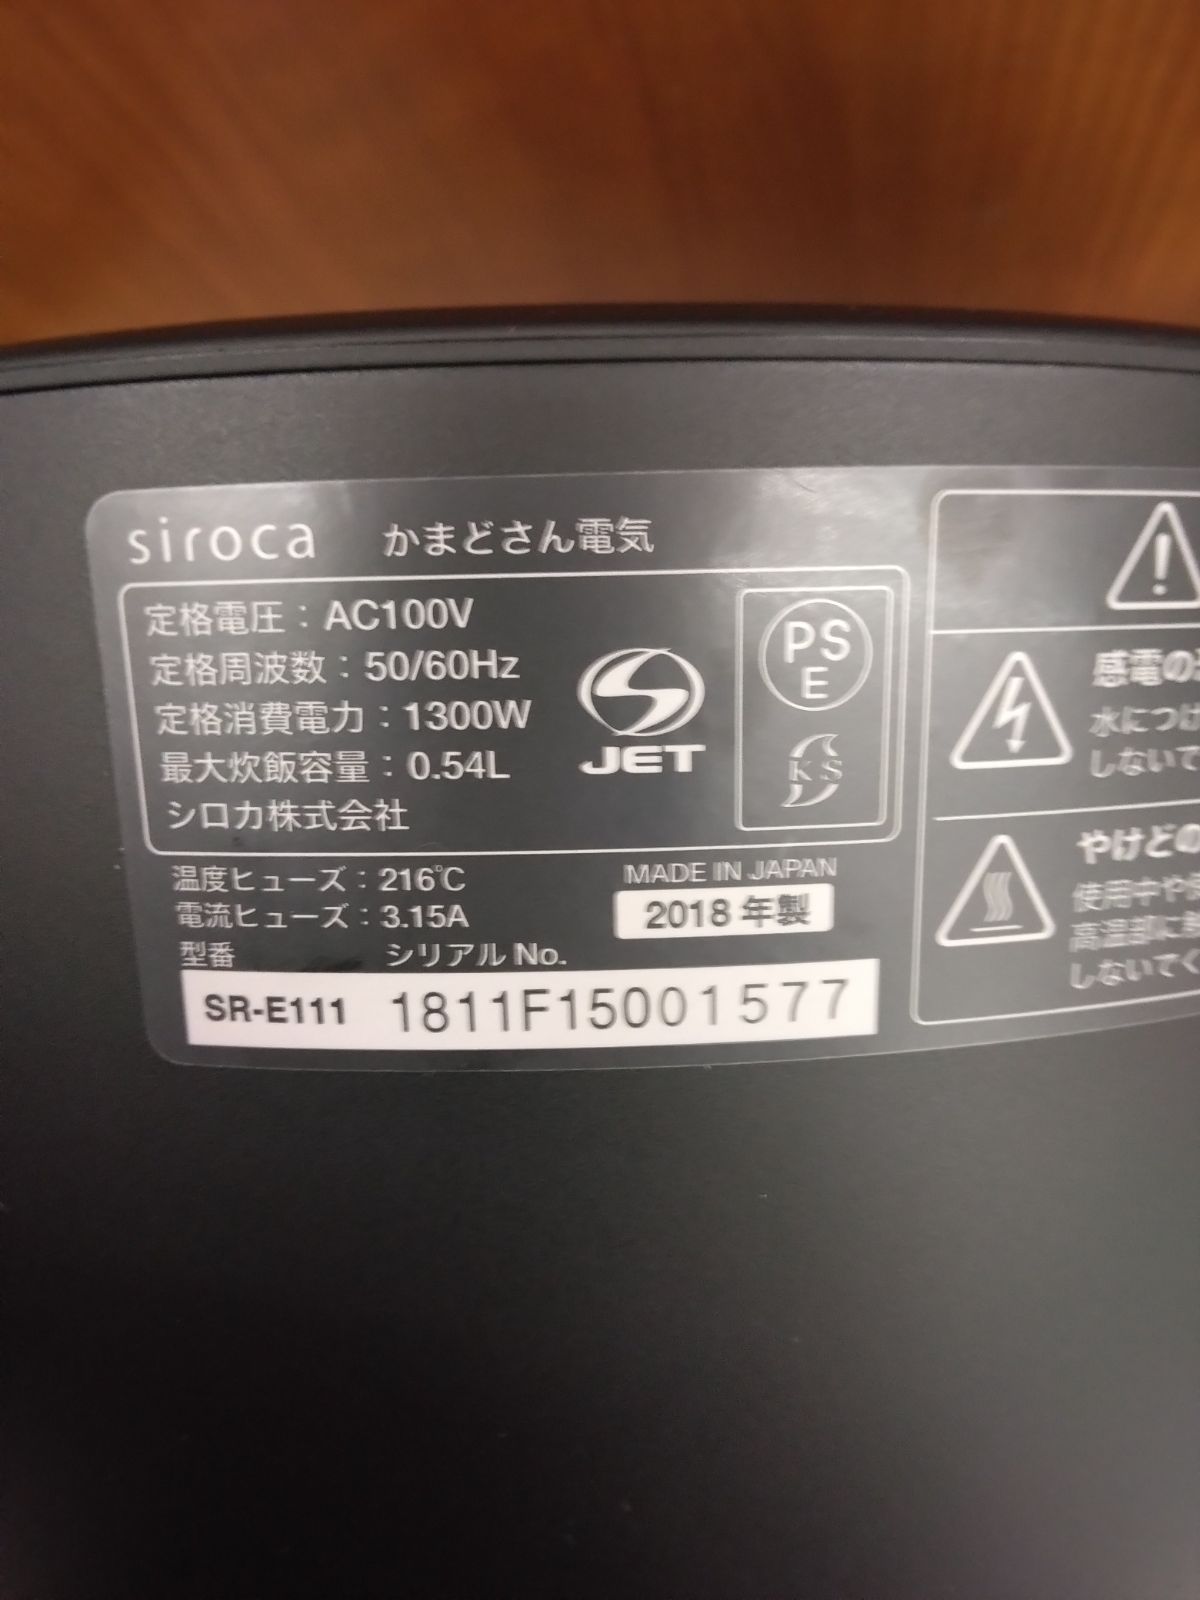 siroca かまどさん電気
定格電圧：AC100V
定格周波数：50/60Hz
定格消費電力：1300W
最大炊飯容量：0.54L
シロカ株式会社
JET
PS
E
KS
温度ヒューズ：216℃
電流ヒューズ：3.15A
MADE IN JAPAN
2018 年製
型番 シリアル No.
SR-E111 1811F15001577
感電の
水につけ
しないで
やけどの
使用中や
高温部に
しないでく